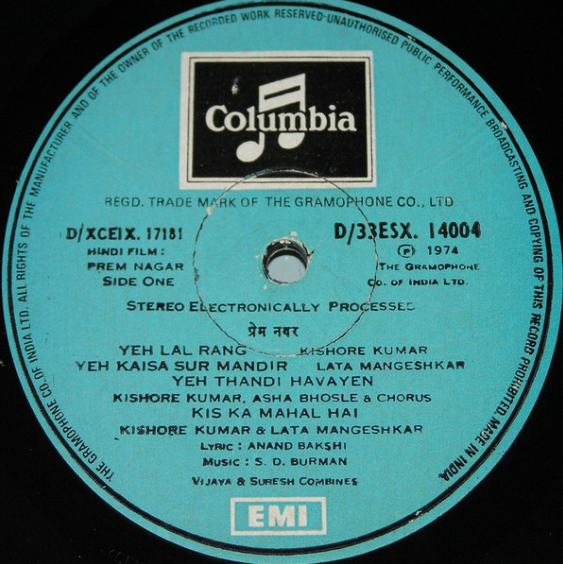 ALL RIGHTS OF THE MANUFACTURER AND OF THE OWNER OF THE RECORDED WORK RESERVED-UNAUTHORISED PUBLIC PERFORMANCE BROADCASTING AND COPYING OF THIS RECORD PROHIBITED. MADE IN INDIA.
THE GRAMOPHONE CO. OF INDIA LTD.
Columbia
REGD. TRADE MARK OF THE GRAMOPHONE CO., LTD
D/XCEIX. 17181
HINDI FILM :
PREM NAGAR
SIDE ONE
D/33ESX. 14004
℗ 1974
THE GRAMOPHONE
CO. OF INDIA LTD.
STEREO ELECTRONICALLY PROCESSED
प्रेम नगर
YEH LAL RANG KISHORE KUMAR
YEH KAISA SUR MANDIR LATA MANGESHKAR
YEH THANDI HAVAYEN
KISHORE KUMAR, ASHA BHOSLE & CHORUS
KIS KA MAHAL HAI
KISHORE KUMAR & LATA MANGESHKAR
LYRIC : ANAND BAKSHI
MUSIC : S. D. BURMAN
VIJAYA & SURESH COMBINES
EMI